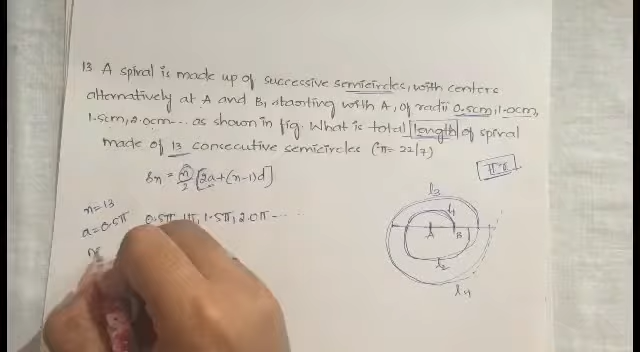 13 A spiral is made up of successive semicircles, with centers
alternatively at A and B, starting with A, of radii 0.5cm, 1.0cm,
1.5cm, 2.0cm.... as shown in fig. What is total length of spiral
made of 13 consecutive semicircles (π = 22/7)
Sn = n/2 [2a+(n-1)d]
n=13
a=0.5π 0.5π, 1π, 1.5π, 2.0π - ....
l3
l1
A
B
l2
l4